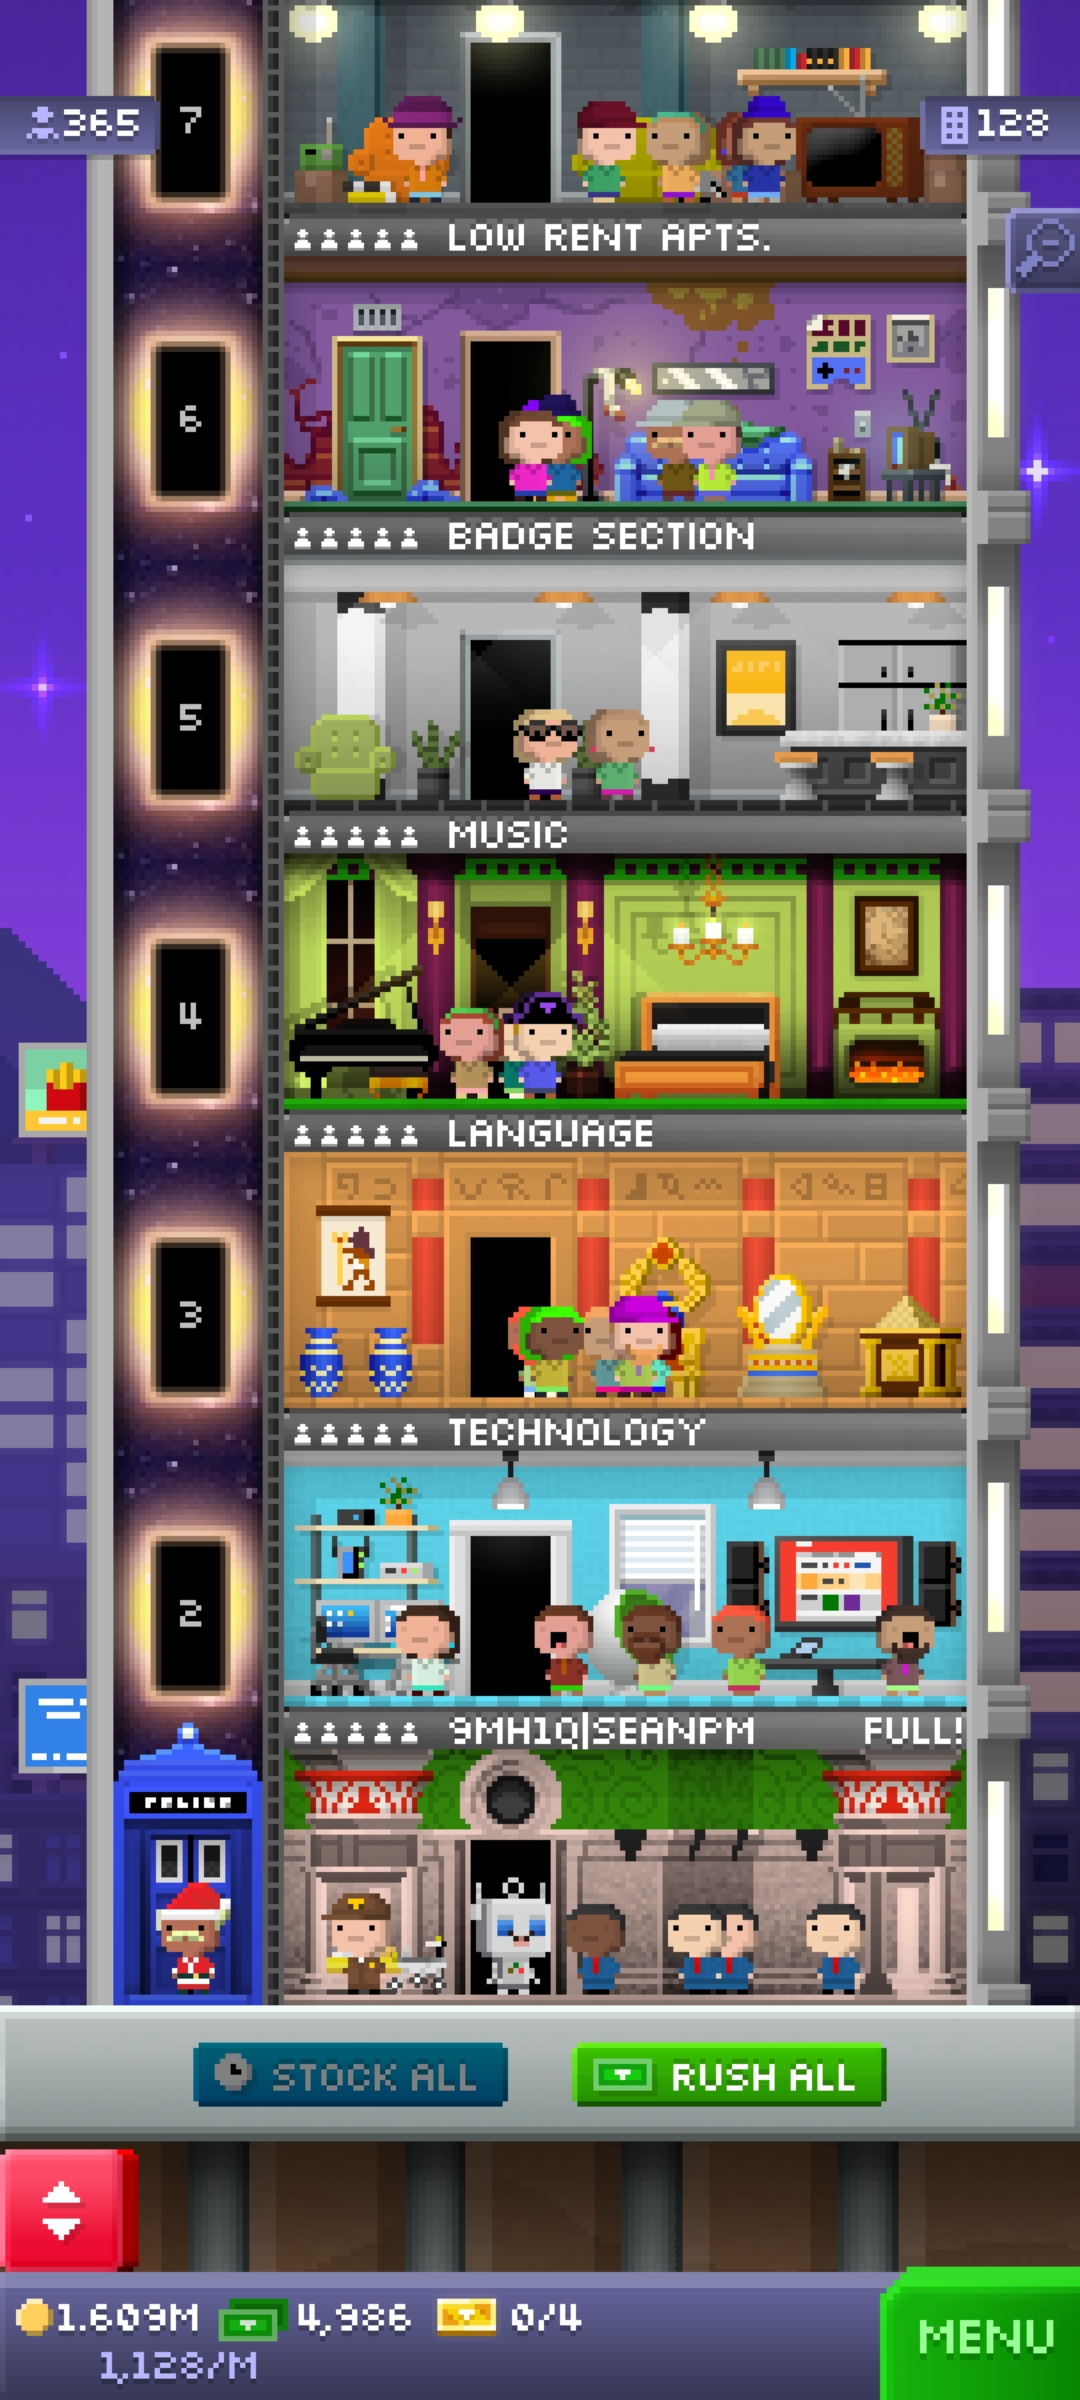 7
365
128
LOW RENT APTS.
6
BADGE SECTION
5
MUSIC
4
LANGUAGE
3
TECHNOLOGY
2
9MH1Q|SEANPM FULL!
POLICE
STOCK ALL
RUSH ALL
1.609M 4,986 0/4
1,128/M
MENU